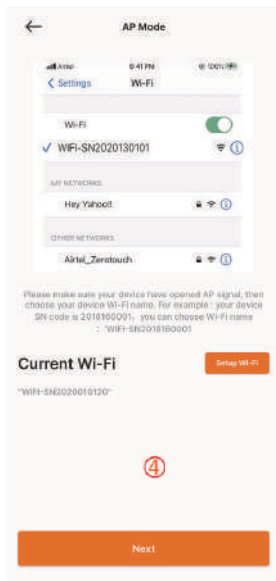 AP Mode
9:41 PM
Settings
Wi-Fi
Wi-Fi
WIFI-SN2020130101
MY NETWORKS
Hey Yahoo!!
OTHER NETWORKS
Airtel_Zerotouch
Please make sure your device have opened AP signal, then
choose your device Wi-Fi name. For example : your device
SN code is 2018160001, you can choose Wi-Fi name
: "WIFI-SN2018160001
Current Wi-Fi
Setup Wi-Fi
"WIFI-SN2020010120"
④
Next